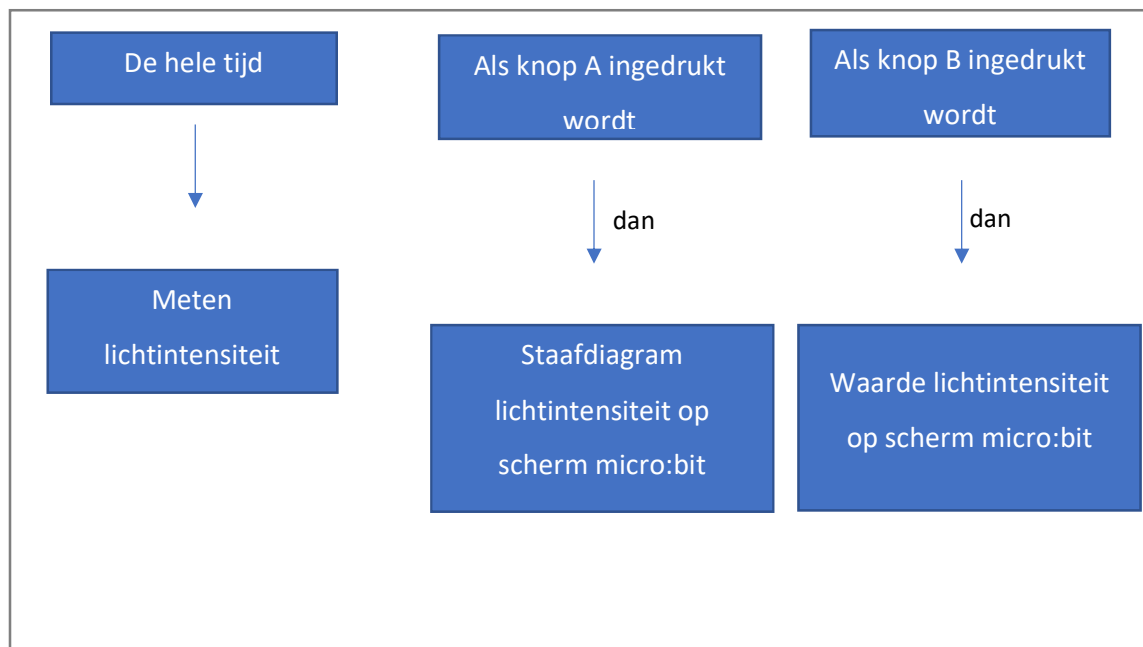 De hele tijd
Meten
lichtintensiteit
Als knop A ingedrukt
wordt
dan
Staafdiagram
lichtintensiteit op
scherm micro:bit
Als knop B ingedrukt
wordt
dan
Waarde lichtintensiteit
op scherm micro:bit